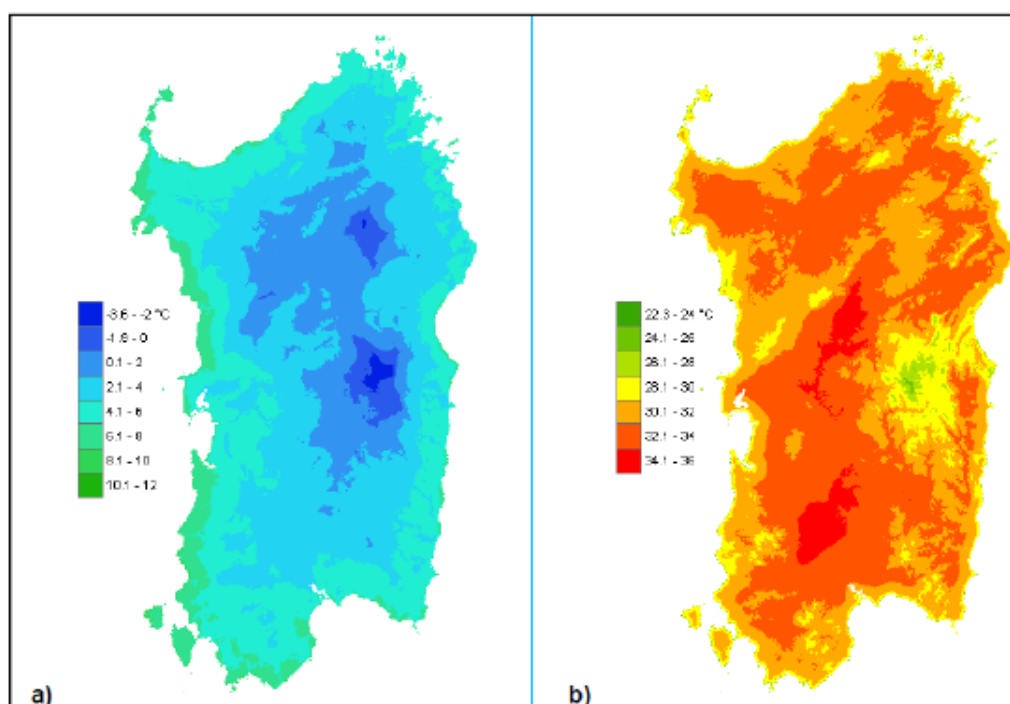 -3.6 - -2 °C
-1.9 - 0
0.1 - 2
2.1 - 4
4.1 - 6
6.1 - 8
8.1 - 10
10.1 - 12
a)
22.3 - 24 °C
24.1 - 26
26.1 - 28
28.1 - 30
30.1 - 32
32.1 - 34
34.1 - 36
b)